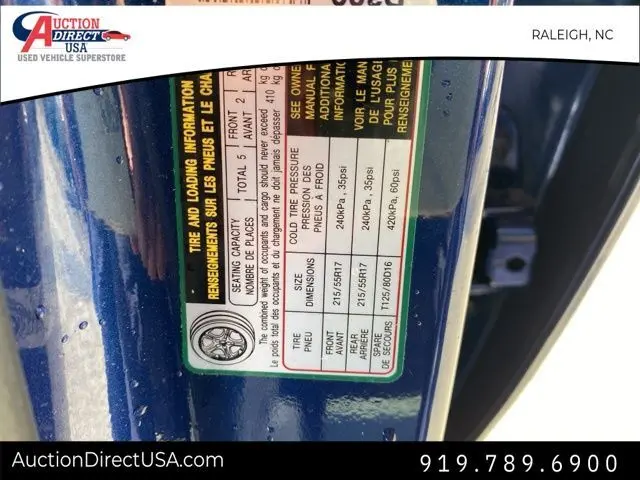 AUCTION
DIRECT
USA
USED VEHICLE SUPERSTORE
RALEIGH, NC
TIRE AND LOADING INFORMATION
RENSEIGNEMENTS SUR LES PNEUS ET LE CHA
SEATING CAPACITY TOTAL 5 FRONT 2
NOMBRE DE PLACES AVANT
The combined weight of occupants and cargo should never exceed 410 kg
Le poids total des occupants et du chargement ne doit jamais dépasser
TIRE SIZE COLD TIRE PRESSURE
PNEU DIMENSIONS PRESSION DES
PNEUS A FROID
FRONT 215/55R17 240kPa, 35psi
AVANT
REAR 215/55R17 240kPa, 35psi
ARRIÈRE
SPARE T125/80D16 420kPa, 60psi
DE SECOURS
SEE OWNE
MANUAL F
ADDITIONA
INFORMATIO
VOIR LE MAN
DE L'USAG
POUR PLUS
RENSEIGNEME
AuctionDirectUSA.com
919.789.6900